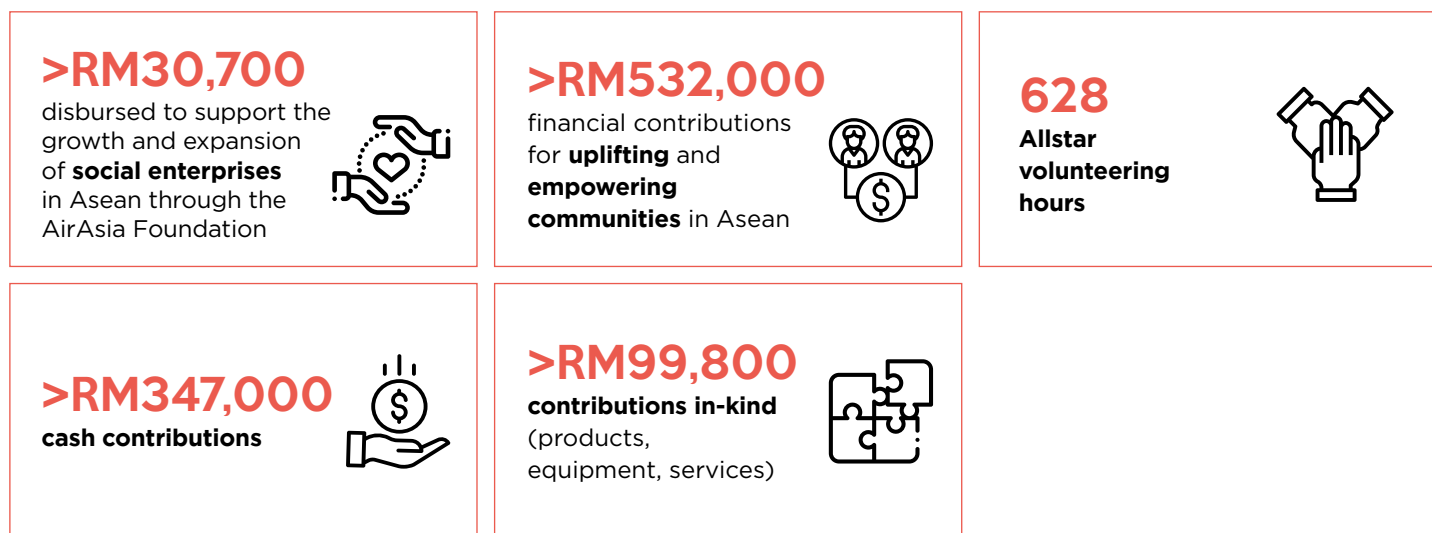 >RM30,700
disbursed to support the
growth and expansion
of social enterprises
in Asean through the
AirAsia Foundation
>RM532,000
financial contributions
for uplifting and
empowering
communities in Asean
628
Allstar
volunteering
hours
>RM347,000
cash contributions
>RM99,800
contributions in-kind
(products,
equipment, services)